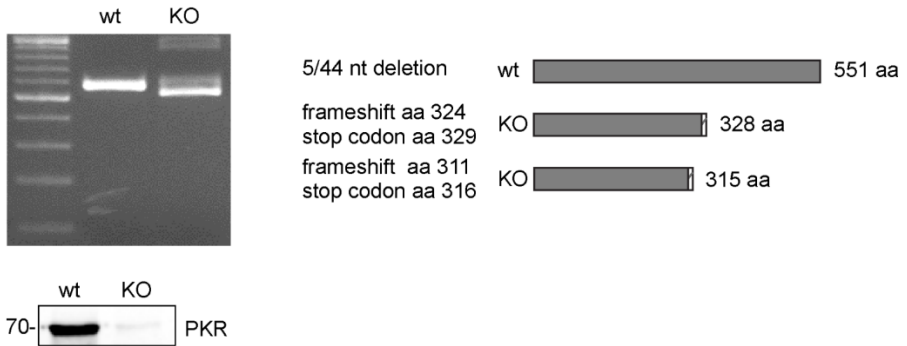 wt KO
5/44 nt deletion wt 551 aa
frameshift aa 324
stop codon aa 329
KO 328 aa
frameshift aa 311
stop codon aa 316
KO 315 aa
wt KO
70- PKR